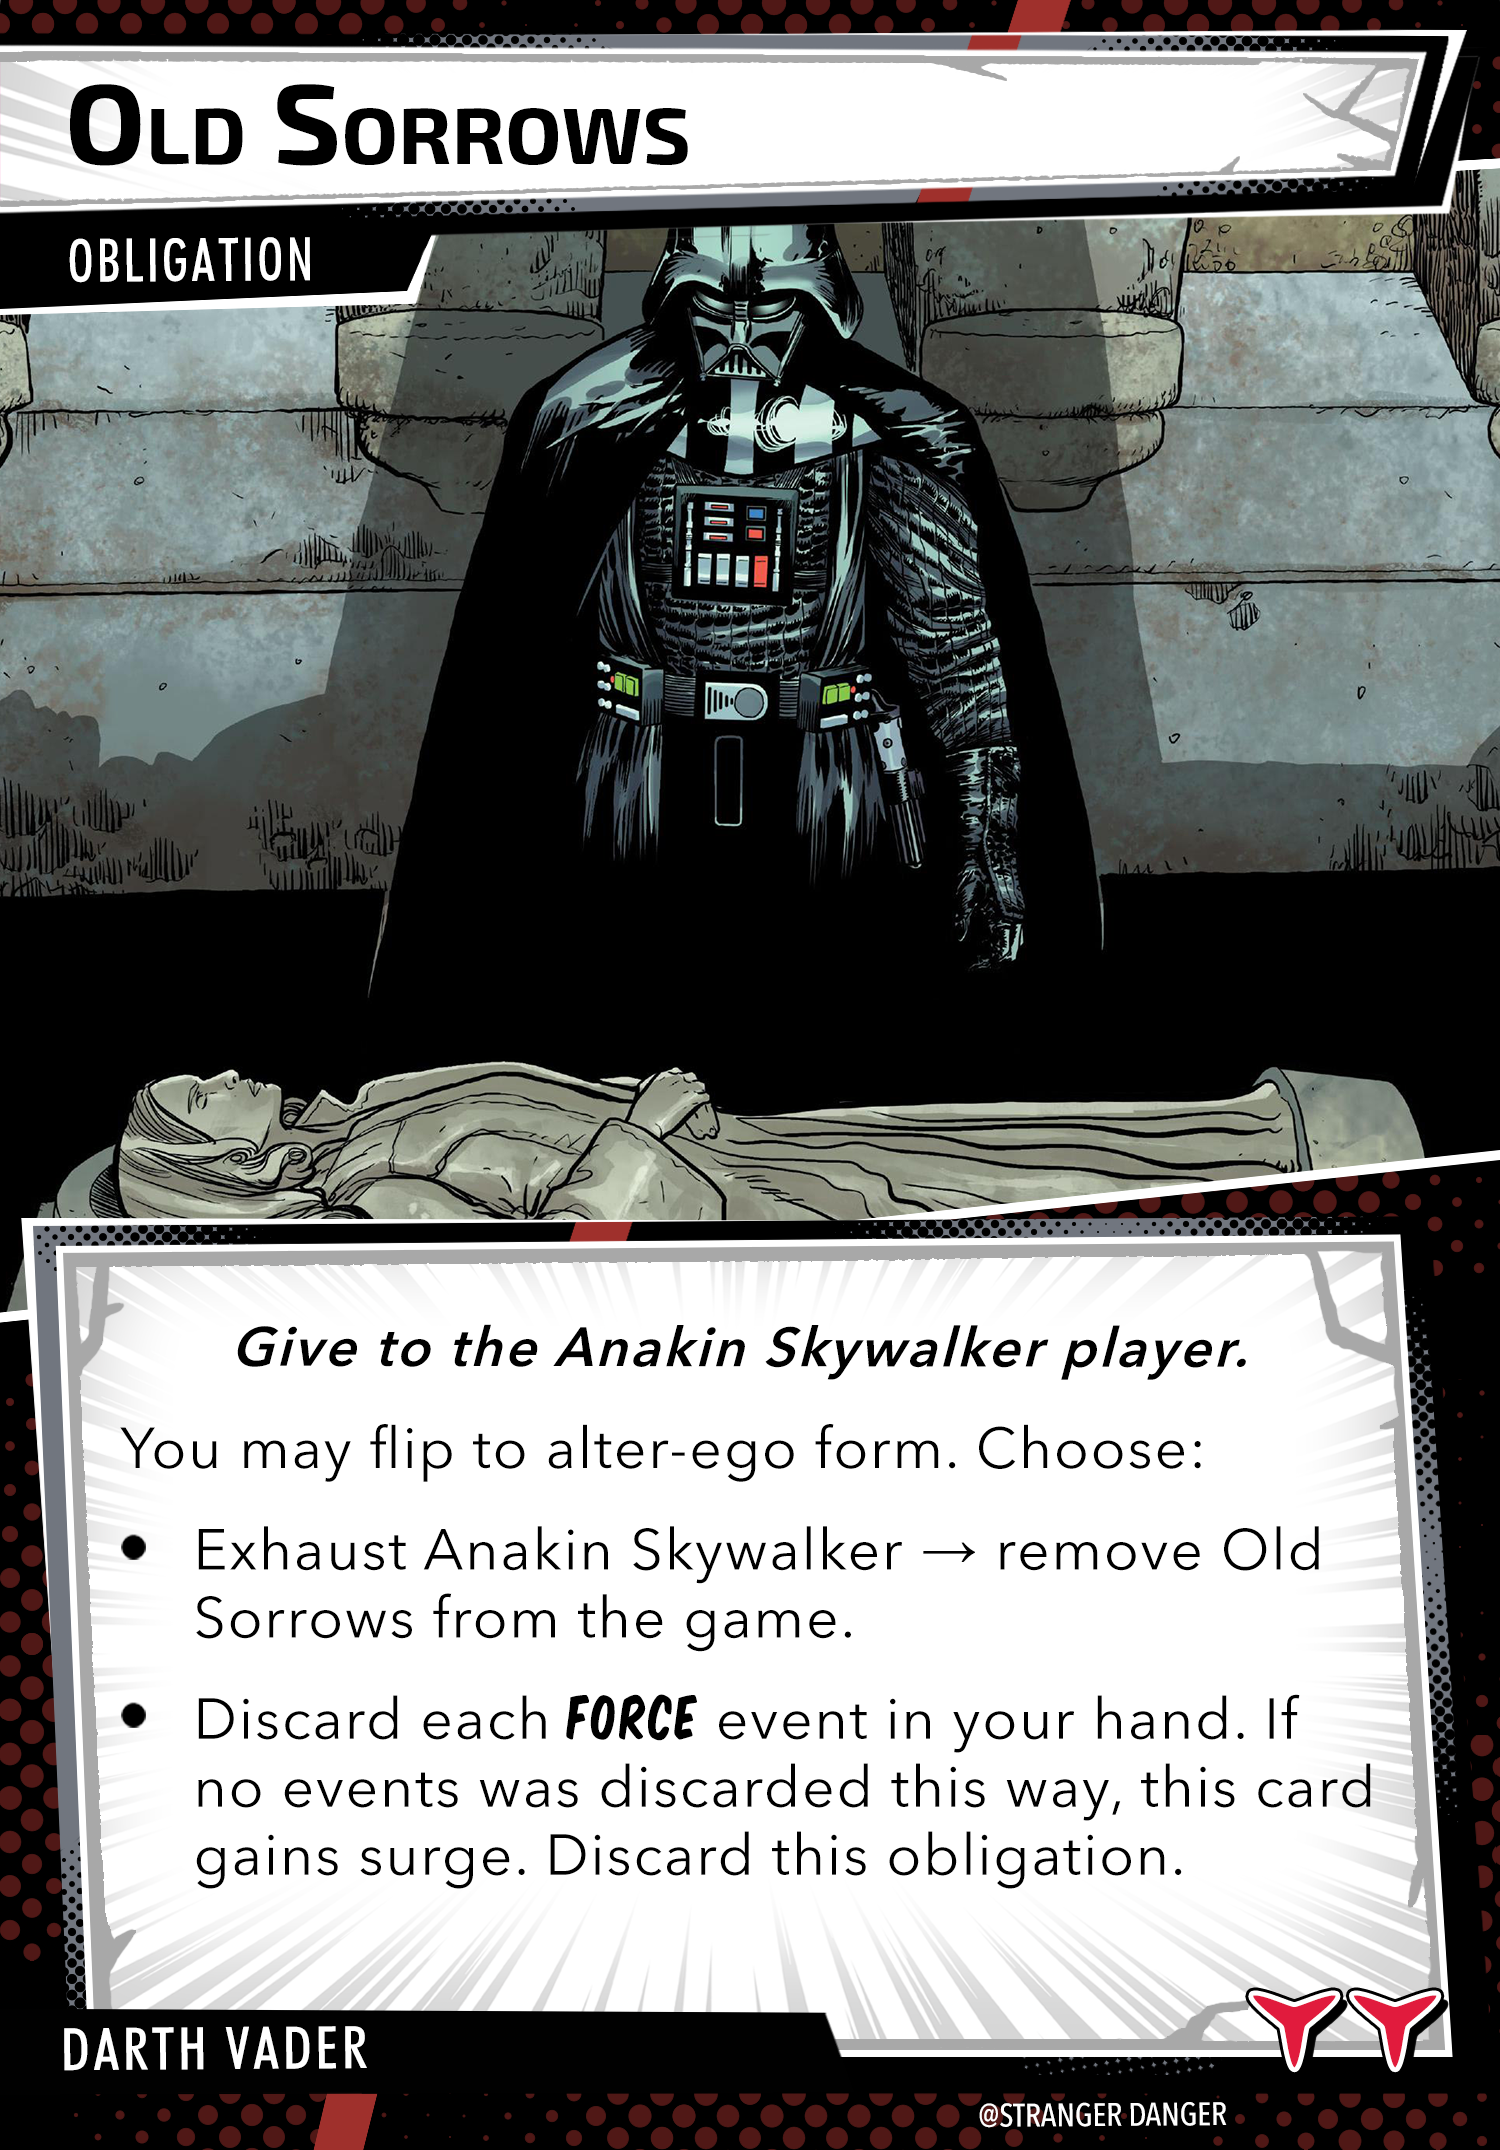 Old Sorrows
OBLIGATION
Give to the Anakin Skywalker player.
You may flip to alter-ego form. Choose:
• Exhaust Anakin Skywalker → remove Old
Sorrows from the game.
• Discard each FORCE event in your hand. If
no events was discarded this way, this card
gains surge. Discard this obligation.
DARTH VADER
@STRANGER DANGER